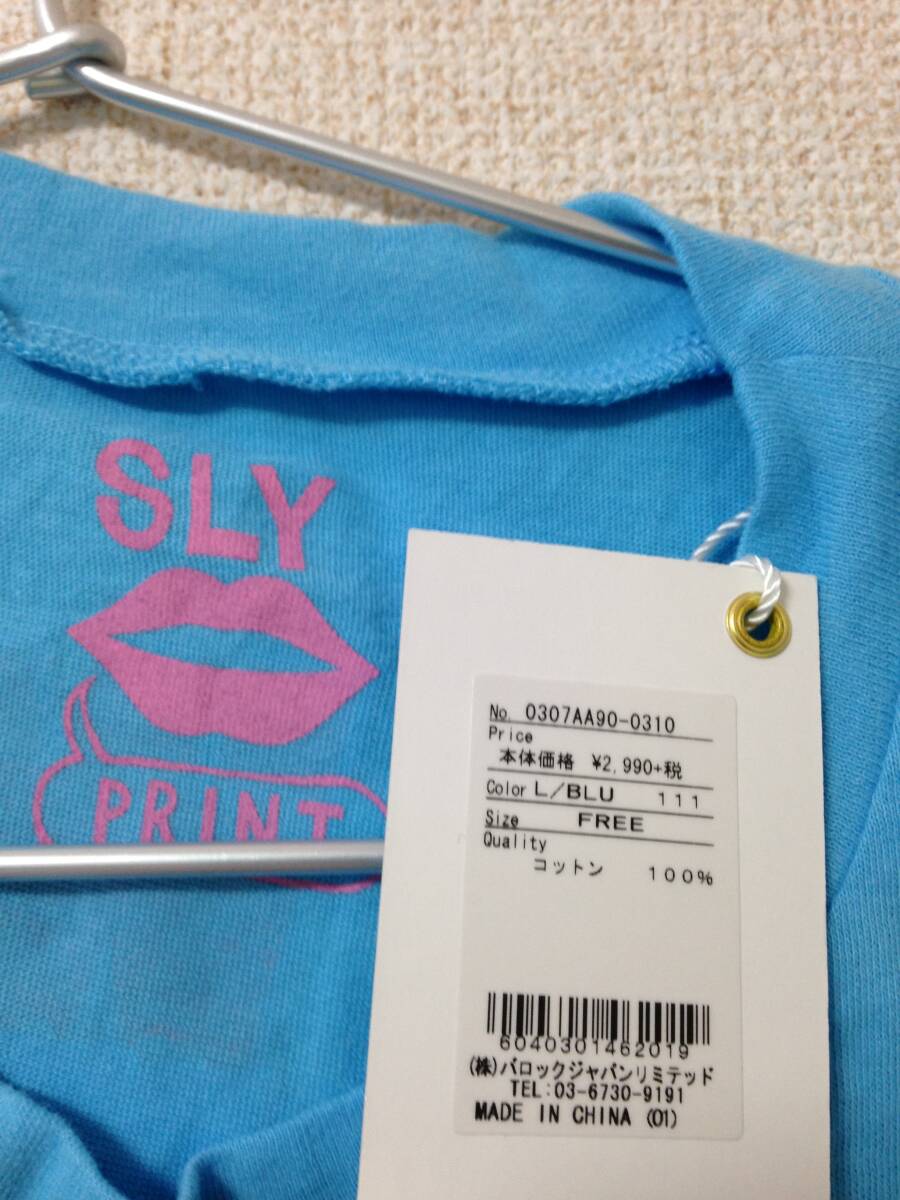 SLY
PRINT
No. 0307AA90-0310
Price
本体価格 ¥2,990+税
Color L/BLU 111
Size FREE
Quality
コットン 100%
6040301462019
(株)バロックジャパンリミテッド
TEL:03-6730-9191
MADE IN CHINA (01)